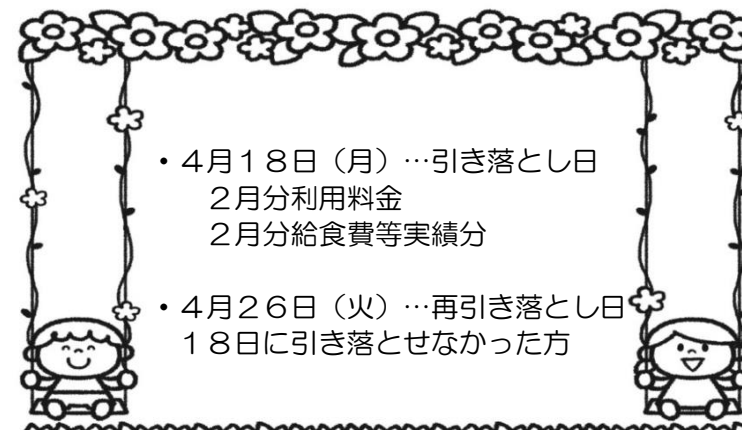 ・４月１８日（月）…引き落とし日
２月分利用料金
２月分給食費等実績分
・４月２６日（火）…再引き落とし日
１８日に引き落とせなかった方